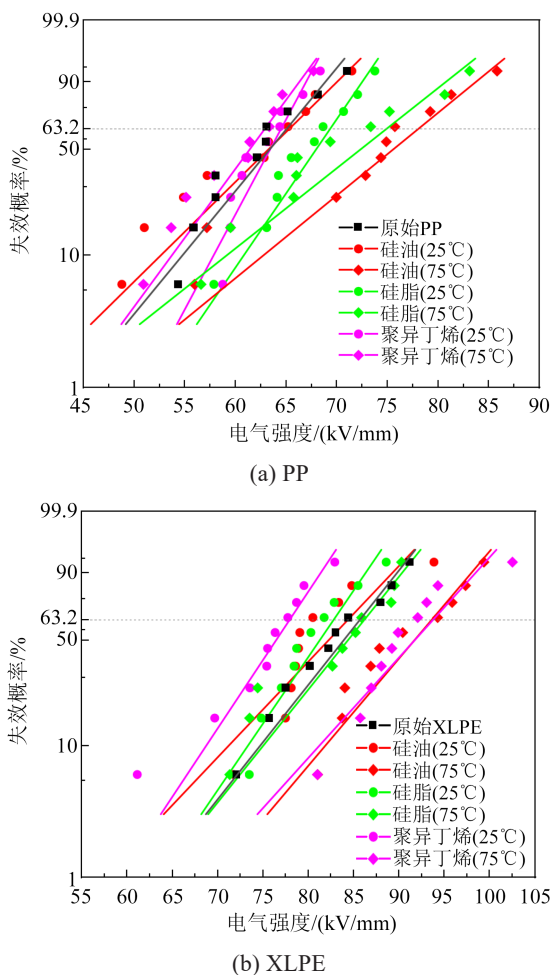 99.9
90
63.2
50
10
1
失效概率/%
原始PP
硅油(25℃)
硅油(75℃)
硅脂(25℃)
硅脂(75℃)
聚异丁烯(25℃)
聚异丁烯(75℃)
45 50 55 60 65 70 75 80 85 90
电气强度/(kV/mm)
(a) PP
99.9
90
63.2
50
10
1
失效概率/%
原始XLPE
硅油(25℃)
硅油(75℃)
硅脂(25℃)
硅脂(75℃)
聚异丁烯(25℃)
聚异丁烯(75℃)
55 60 65 70 75 80 85 90 95 100 105
电气强度/(kV/mm)
(b) XLPE